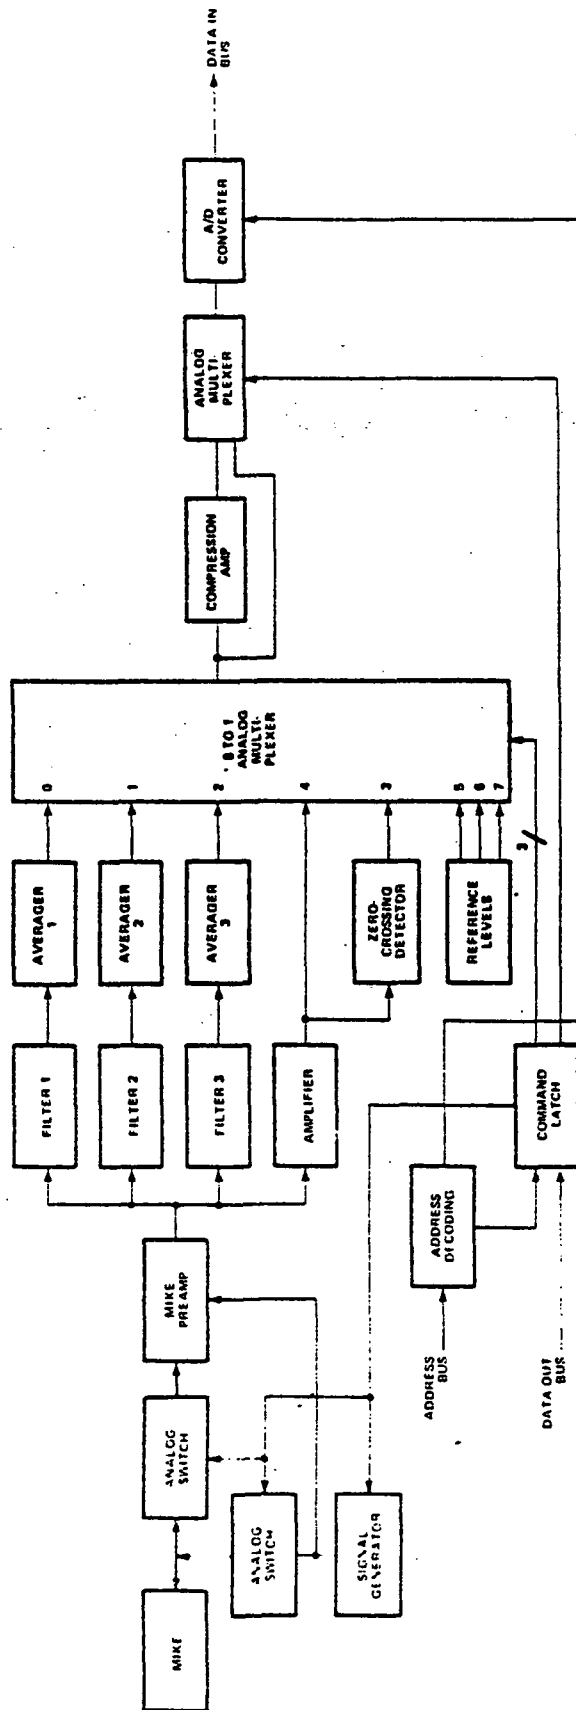 MIKE
ANALOG
SWITCH
ANALOG
SWITCH
SIGNAL
GENERATOR
MIKE
PREAMP
ADDRESS
BUS
DATA OUT
BUS
ADDRESS
DECODING
COMMAND
LATCH
FILTER 1
FILTER 2
FILTER 3
AMPLIFIER
AVERAGER
1
AVERAGER
2
AVERAGER
3
ZERO-
CROSSING
DETECTOR
REFERENCE
LEVELS
3
0
1
2
4
3
5
6
7
8 TO 1
ANALOG
MULTI-
PLEXER
COMPRESSION
AMP
ANALOG
MULTI-
PLEXER
A/D
CONVERTER
DATA IN
BUS